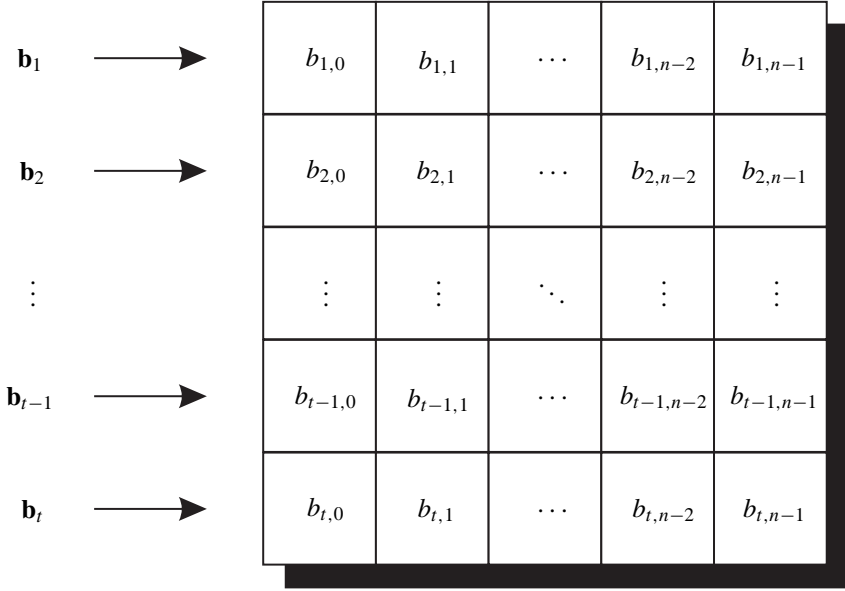 b₁ b₁,₀ b₁,₁ ⋯ b₁,ₙ₋₂ b₁,ₙ₋₁
b₂ b₂,₀ b₂,₁ ⋯ b₂,ₙ₋₂ b₂,ₙ₋₁
⋮ ⋮ ⋮ ⋱ ⋮ ⋮
bₜ₋₁ bₜ₋₁,₀ bₜ₋₁,₁ ⋯ bₜ₋₁,ₙ₋₂ bₜ₋₁,ₙ₋₁
bₜ bₜ,₀ bₜ,₁ ⋯ bₜ,ₙ₋₂ bₜ,ₙ₋₁